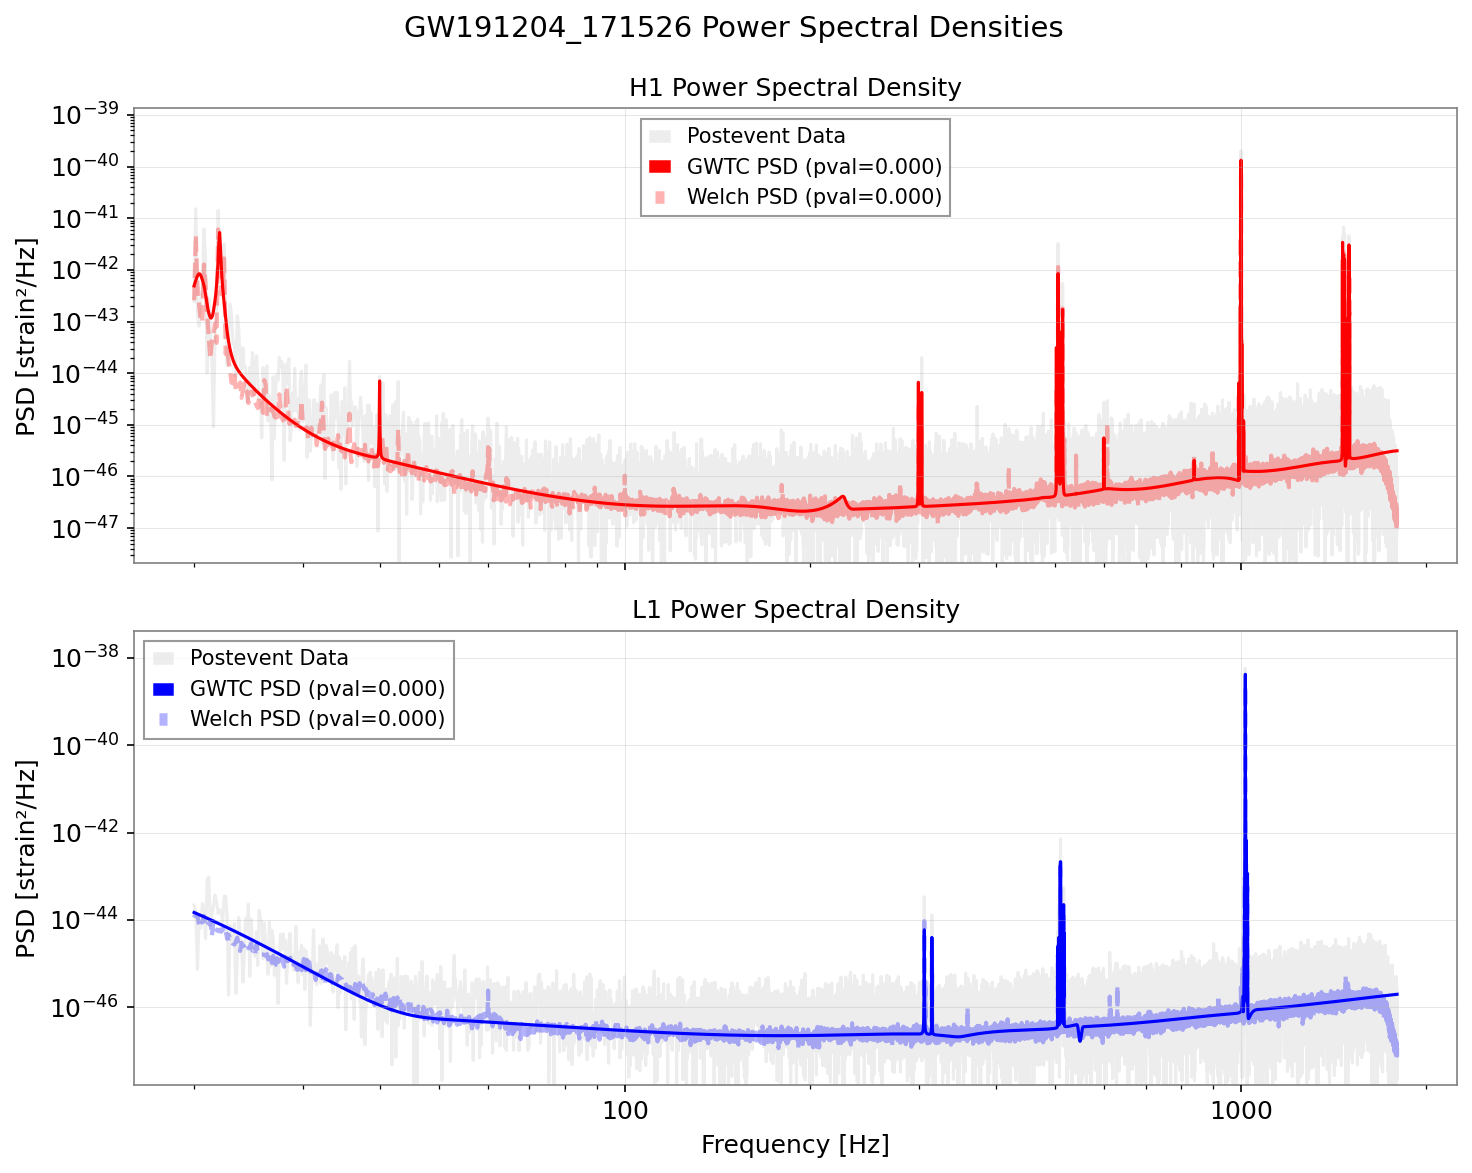 GW191204_171526 Power Spectral Densities
H1 Power Spectral Density
10⁻³⁹
10⁻⁴⁰
10⁻⁴¹
10⁻⁴²
10⁻⁴³
10⁻⁴⁴
10⁻⁴⁵
10⁻⁴⁶
10⁻⁴⁷
PSD [strain²/Hz]
Postevent Data
GWTC PSD (pval=0.000)
Welch PSD (pval=0.000)
L1 Power Spectral Density
10⁻³⁸
10⁻⁴⁰
10⁻⁴²
10⁻⁴⁴
10⁻⁴⁶
PSD [strain²/Hz]
Postevent Data
GWTC PSD (pval=0.000)
Welch PSD (pval=0.000)
100 1000
Frequency [Hz]